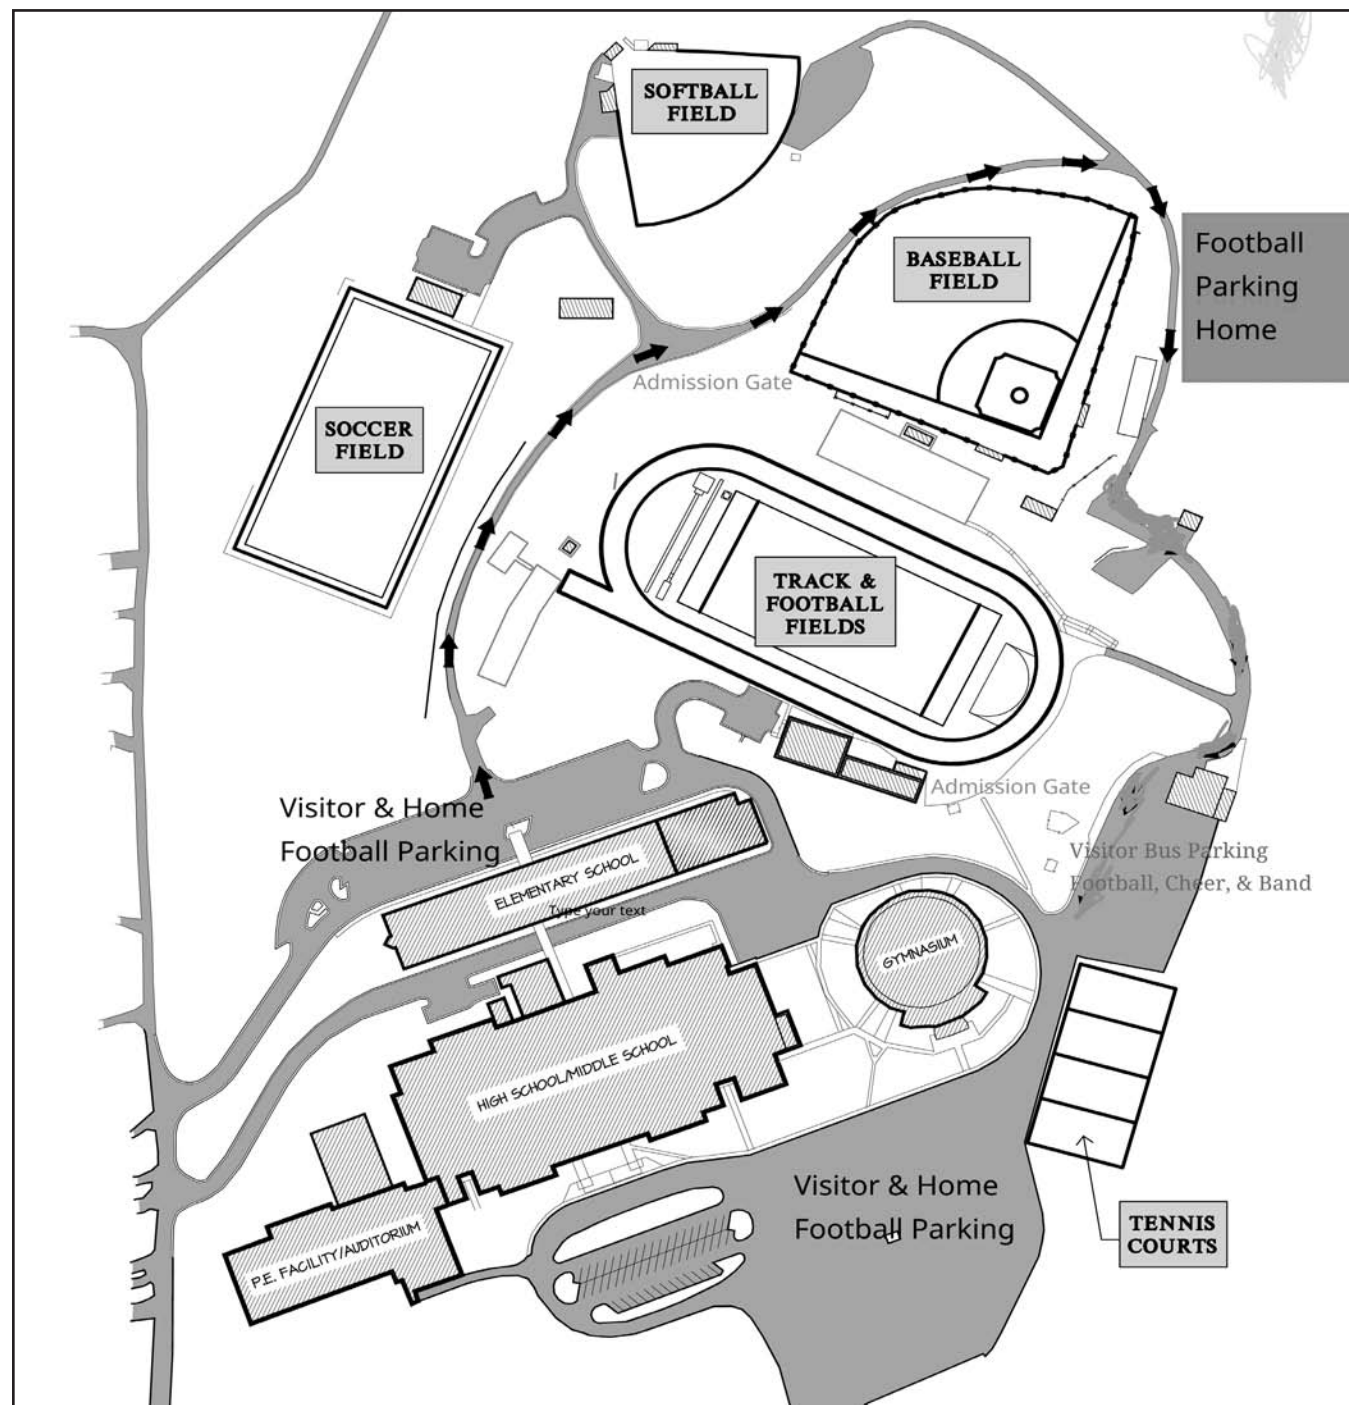 SOFTBALL
FIELD
BASEBALL
FIELD
Football
Parking
Home
Admission Gate
SOCCER
FIELD
TRACK &
FOOTBALL
FIELDS
Admission Gate
Visitor & Home
Football Parking
Visitor Bus Parking
Football, Cheer, & Band
ELEMENTARY SCHOOL
Type your text
GYMNASIUM
HIGH SCHOOL/MIDDLE SCHOOL
Visitor & Home
Football Parking
TENNIS
COURTS
P.E. FACILITY/AUDITORIUM